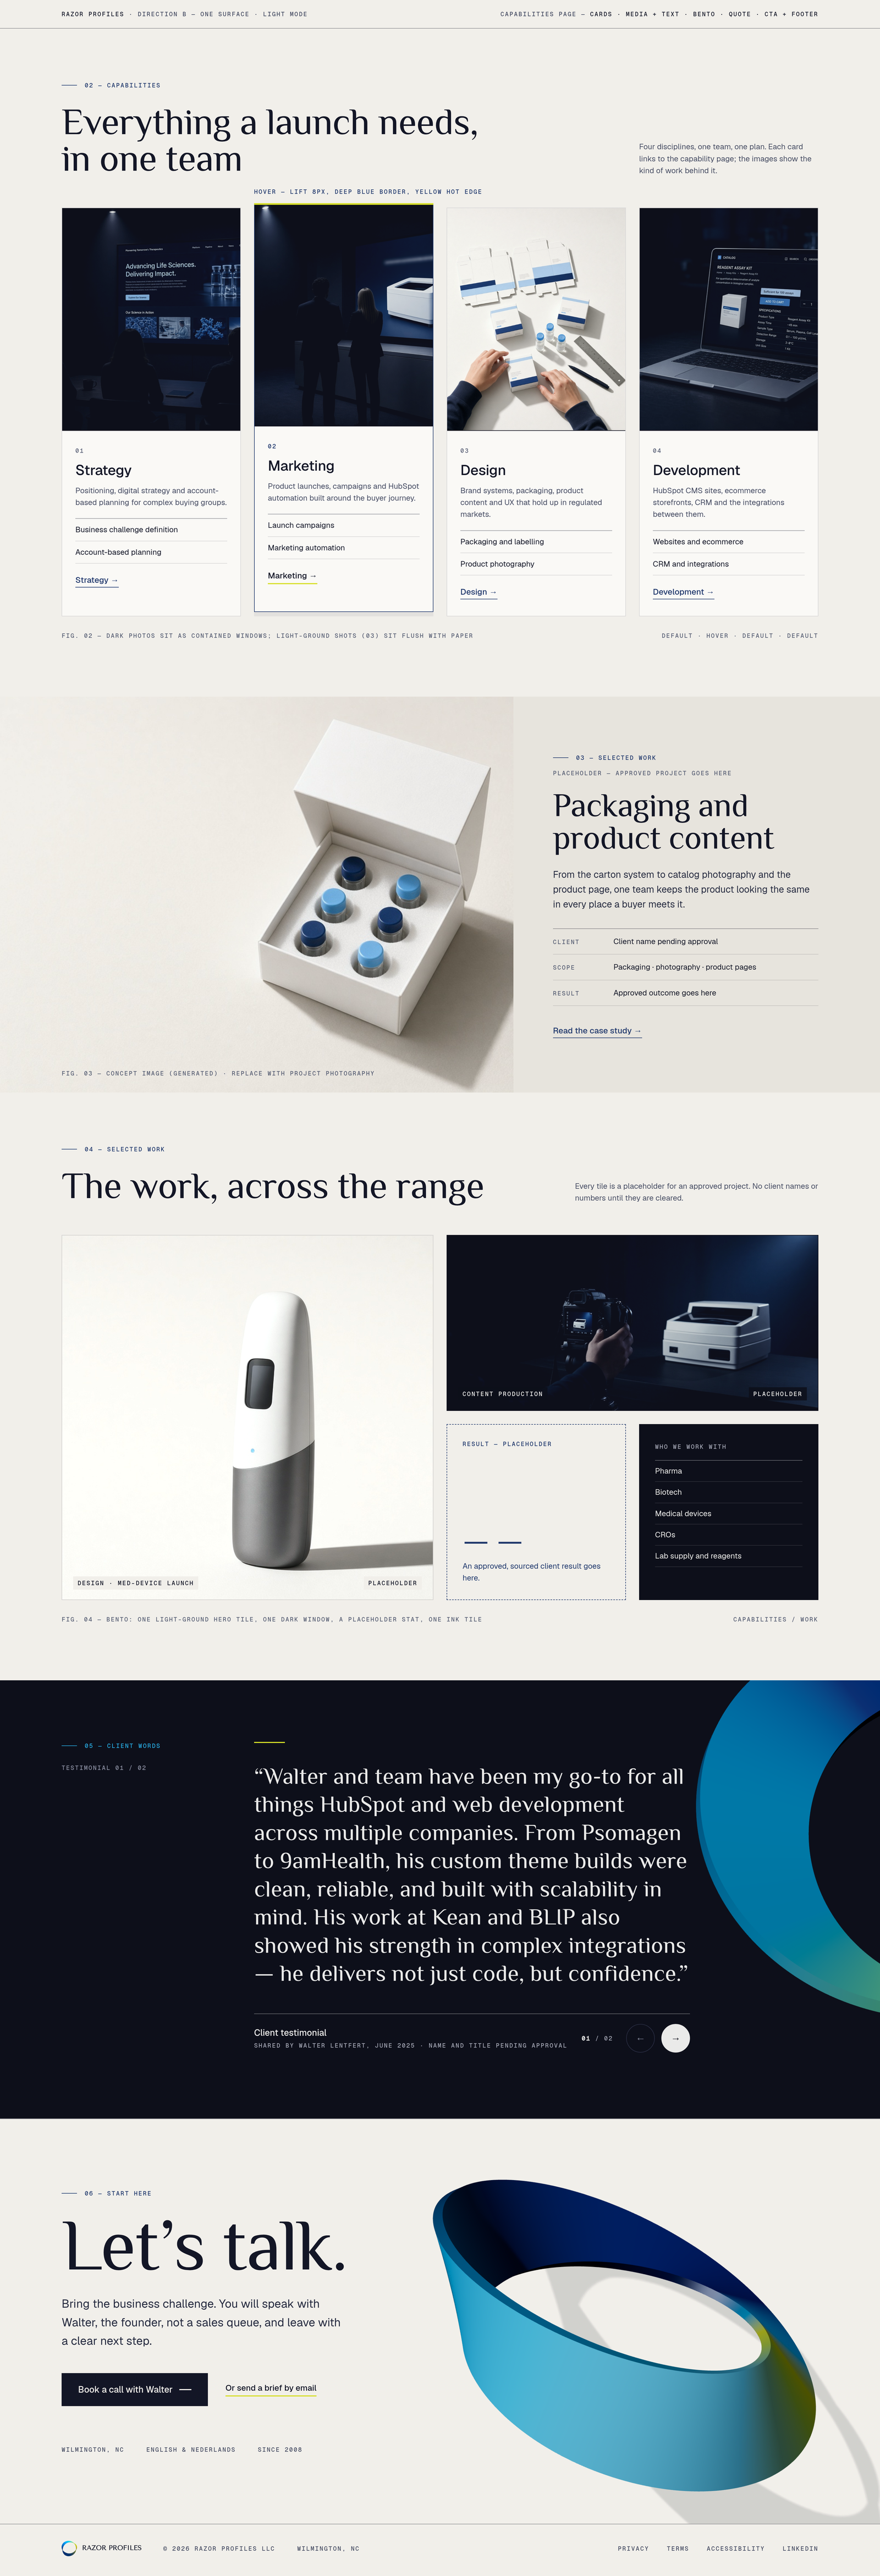 RAZOR PROFILES · DIRECTION B — ONE SURFACE · LIGHT MODE
CAPABILITIES PAGE — CARDS · MEDIA + TEXT · BENTO · QUOTE · CTA + FOOTER
02 — CAPABILITIES
Everything a launch needs,
in one team
Four disciplines, one team, one plan. Each card
links to the capability page; the images show the
kind of work behind it.
HOVER — LIFT 8PX, DEEP BLUE BORDER, YELLOW HOT EDGE
Advancing Life Sciences.
Delivering Impact.
01
Strategy
Positioning, digital strategy and account-
based planning for complex buying groups.
Business challenge definition
Account-based planning
Strategy →
02
Marketing
Product launches, campaigns and HubSpot
automation built around the buyer journey.
Launch campaigns
Marketing automation
Marketing →
03
Design
Brand systems, packaging, product
content and UX that hold up in regulated
markets.
Packaging and labelling
Product photography
Design →
REAGENT ASSAY KIT
04
Development
HubSpot CMS sites, ecommerce
storefronts, CRM and the integrations
between them.
Websites and ecommerce
CRM and integrations
Development →
FIG. 02 — DARK PHOTOS SIT AS CONTAINED WINDOWS; LIGHT-GROUND SHOTS (03) SIT FLUSH WITH PAPER
DEFAULT · HOVER · DEFAULT · DEFAULT
03 — SELECTED WORK
PLACEHOLDER — APPROVED PROJECT GOES HERE
Packaging and
product content
From the carton system to catalog photography and the
product page, one team keeps the product looking the same
in every place a buyer meets it.
CLIENT Client name pending approval
SCOPE Packaging · photography · product pages
RESULT Approved outcome goes here
Read the case study →
FIG. 03 — CONCEPT IMAGE (GENERATED) · REPLACE WITH PROJECT PHOTOGRAPHY
04 — SELECTED WORK
The work, across the range
Every tile is a placeholder for an approved project. No client names or
numbers until they are cleared.
DESIGN · MED-DEVICE LAUNCH
PLACEHOLDER
CONTENT PRODUCTION
PLACEHOLDER
RESULT — PLACEHOLDER
— —
An approved, sourced client result goes
here.
WHO WE WORK WITH
Pharma
Biotech
Medical devices
CROs
Lab supply and reagents
FIG. 04 — BENTO: ONE LIGHT-GROUND HERO TILE, ONE DARK WINDOW, A PLACEHOLDER STAT, ONE INK TILE
CAPABILITIES / WORK
05 — CLIENT WORDS
TESTIMONIAL 01 / 02
“Walter and team have been my go-to for all
things HubSpot and web development
across multiple companies. From Psomagen
to 9amHealth, his custom theme builds were
clean, reliable, and built with scalability in
mind. His work at Kean and BLIP also
showed his strength in complex integrations
— he delivers not just code, but confidence.”
Client testimonial
SHARED BY WALTER LENTFERT, JUNE 2025 · NAME AND TITLE PENDING APPROVAL
01 / 02
← →
06 — START HERE
Let’s talk.
Bring the business challenge. You will speak with
Walter, the founder, not a sales queue, and leave with
a clear next step.
Book a call with Walter —
Or send a brief by email
WILMINGTON, NC ENGLISH & NEDERLANDS SINCE 2008
RAZOR PROFILES © 2026 RAZOR PROFILES LLC WILMINGTON, NC
PRIVACY TERMS ACCESSIBILITY LINKEDIN